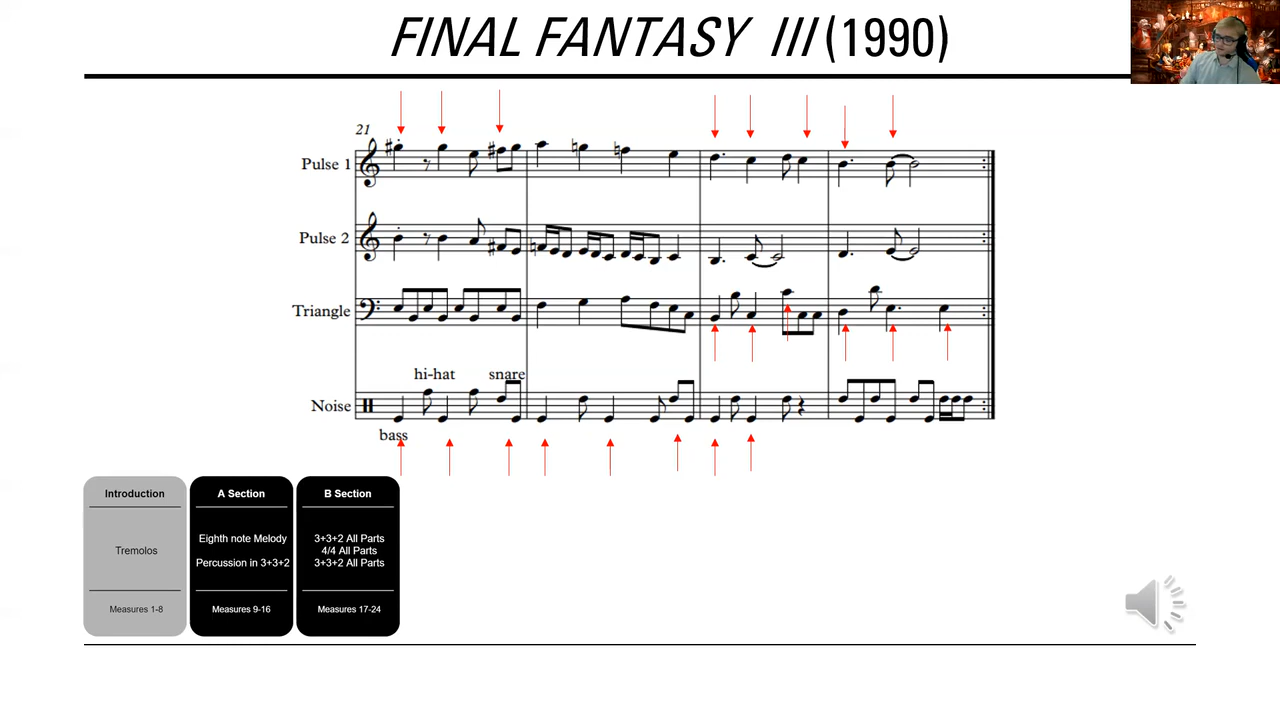 FINAL FANTASY III (1990)
21
Pulse 1
Pulse 2
Triangle
hi-hat snare
Noise
bass
Introduction
Tremolos
Measures 1-8
A Section
Eighth note Melody
Percussion in 3+3+2
Measures 9-16
B Section
3+3+2 All Parts
4/4 All Parts
3+3+2 All Parts
Measures 17-24